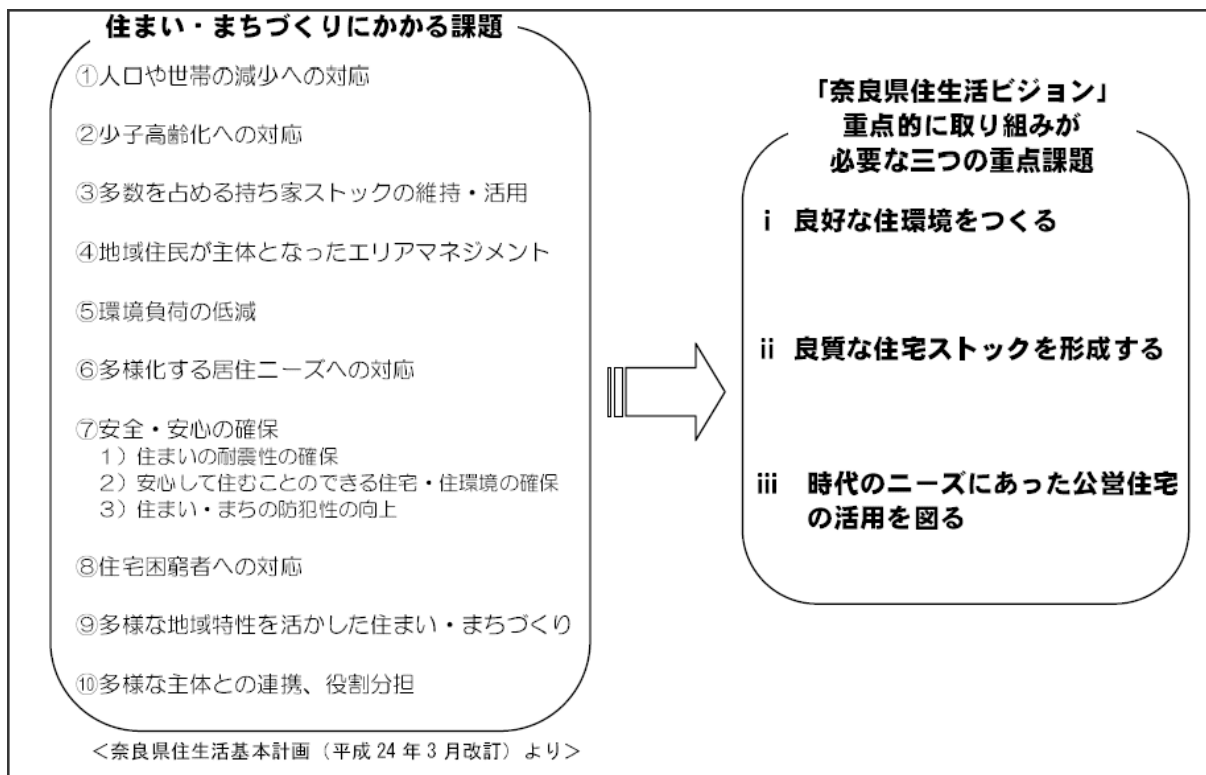 住まい・まちづくりにかかる課題
①人口や世帯の減少への対応
②少子高齢化への対応
③多数を占める持ち家ストックの維持・活用
④地域住民が主体となったエリアマネジメント
⑤環境負荷の低減
⑥多様化する居住ニーズへの対応
⑦安全・安心の確保
1）住まいの耐震性の確保
2）安心して住むことのできる住宅・住環境の確保
3）住まい・まちの防犯性の向上
⑧住宅困窮者への対応
⑨多様な地域特性を活かした住まい・まちづくり
⑩多様な主体との連携、役割分担
＜奈良県住生活基本計画（平成 24 年 3 月改訂）より＞
「奈良県住生活ビジョン」
重点的に取り組みが
必要な三つの重点課題
i 良好な住環境をつくる
ii 良質な住宅ストックを形成する
iii 時代のニーズにあった公営住宅
の活用を図る